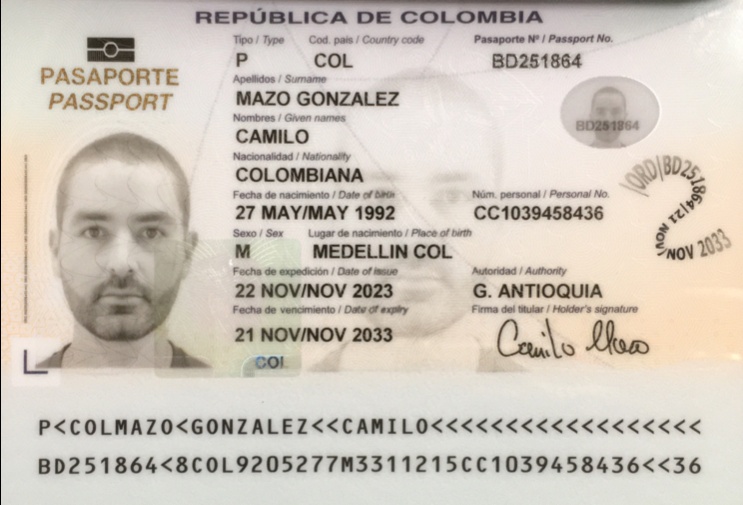 REPÚBLICA DE COLOMBIA
Tipo / Type Cod. país / Country code Pasaporte Nº / Passport No.
P COL BD251864
PASAPORTE
PASSPORT
Apellidos / Surname
MAZO GONZALEZ
Nombres / Given names
CAMILO
BD251864
Nacionalidad / Nationality
COLOMBIANA
Fecha de nacimiento / Date of birth Núm. personal / Personal No.
27 MAY/MAY 1992 CC1039458436
Sexo / Sex Lugar de nacimiento / Place of birth
M MEDELLIN COL
/ORD/BD251864/21 NOV
NOV 2033
Fecha de expedición / Date of issue Autoridad / Authority
22 NOV/NOV 2023 G. ANTIOQUIA
Fecha de vencimiento / Date of expiry Firma del titular / Holder's signature
21 NOV/NOV 2033 Camilo Mazo
COL
P<COLMAZO<GONZALEZ<<CAMILO<<<<<<<<<<<<<<<<<<
BD251864<8COL9205277M3311215CC1039458436<<36